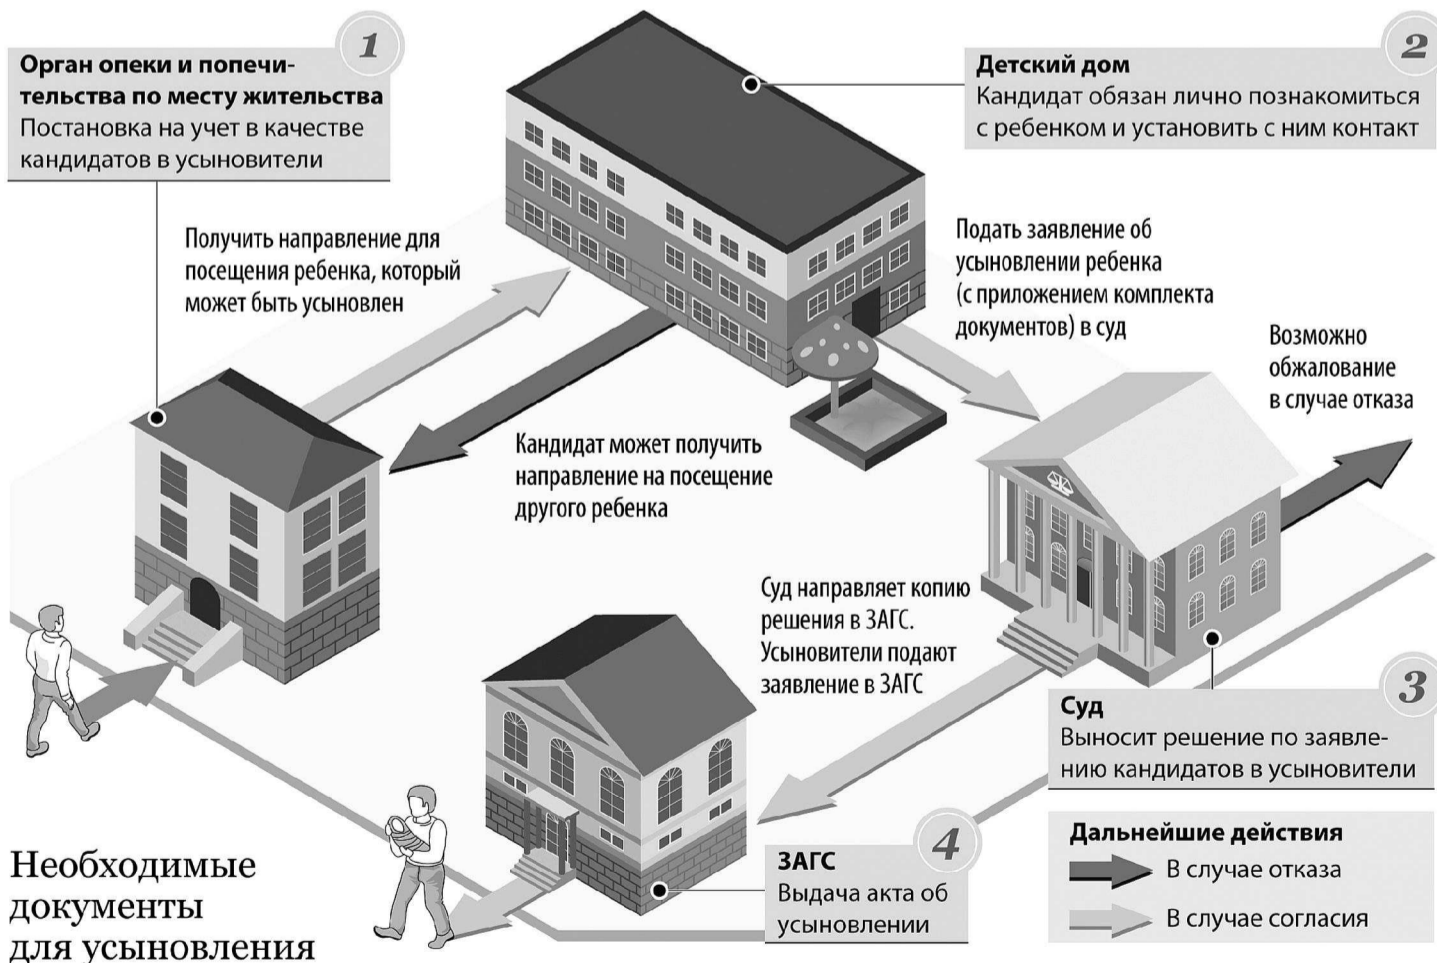 1
Орган опеки и попечи-
тельства по месту жительства
Постановка на учет в качестве
кандидатов в усыновители
2
Детский дом
Кандидат обязан лично познакомиться
с ребенком и установить с ним контакт
Получить направление для
посещения ребенка, который
может быть усыновлен
Подать заявление об
усыновлении ребенка
(с приложением комплекта
документов) в суд
Возможно
обжалование
в случае отказа
Кандидат может получить
направление на посещение
другого ребенка
Суд направляет копию
решения в ЗАГС.
Усыновители подают
заявление в ЗАГС
3
Суд
Выносит решение по заявле-
нию кандидатов в усыновители
4
ЗАГС
Выдача акта об
усыновлении
Дальнейшие действия
В случае отказа
В случае согласия
Необходимые
документы
для усыновления